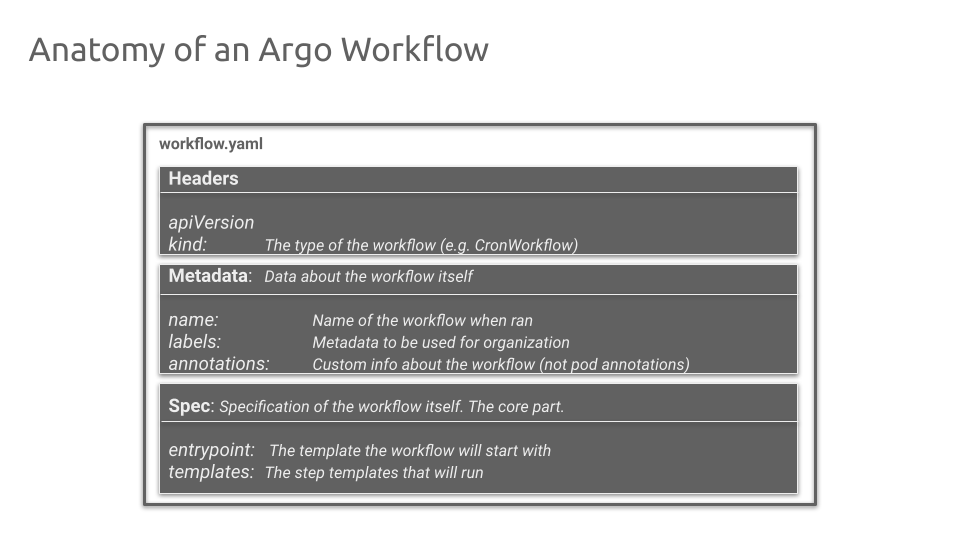 Anatomy of an Argo Workflow
workflow.yaml
Headers
apiVersion
kind: The type of the workflow (e.g. CronWorkflow)
Metadata: Data about the workflow itself
name: Name of the workflow when ran
labels: Metadata to be used for organization
annotations: Custom info about the workflow (not pod annotations)
Spec: Specification of the workflow itself. The core part.
entrypoint: The template the workflow will start with
templates: The step templates that will run